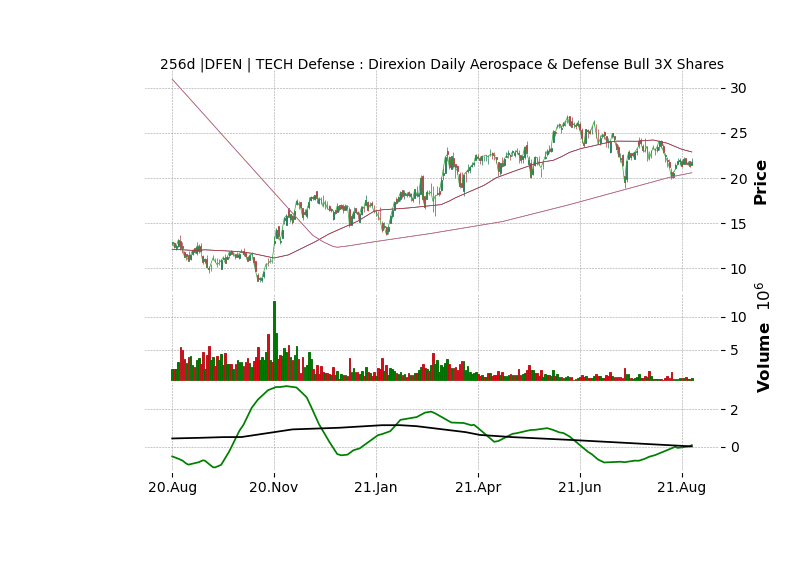 256d |DFEN | TECH Defense : Direxion Daily Aerospace & Defense Bull 3X Shares
30
25
20
15
10
Price
10
5
Volume 10^6
2
0
20.Aug 20.Nov 21.Jan 21.Apr 21.Jun 21.Aug